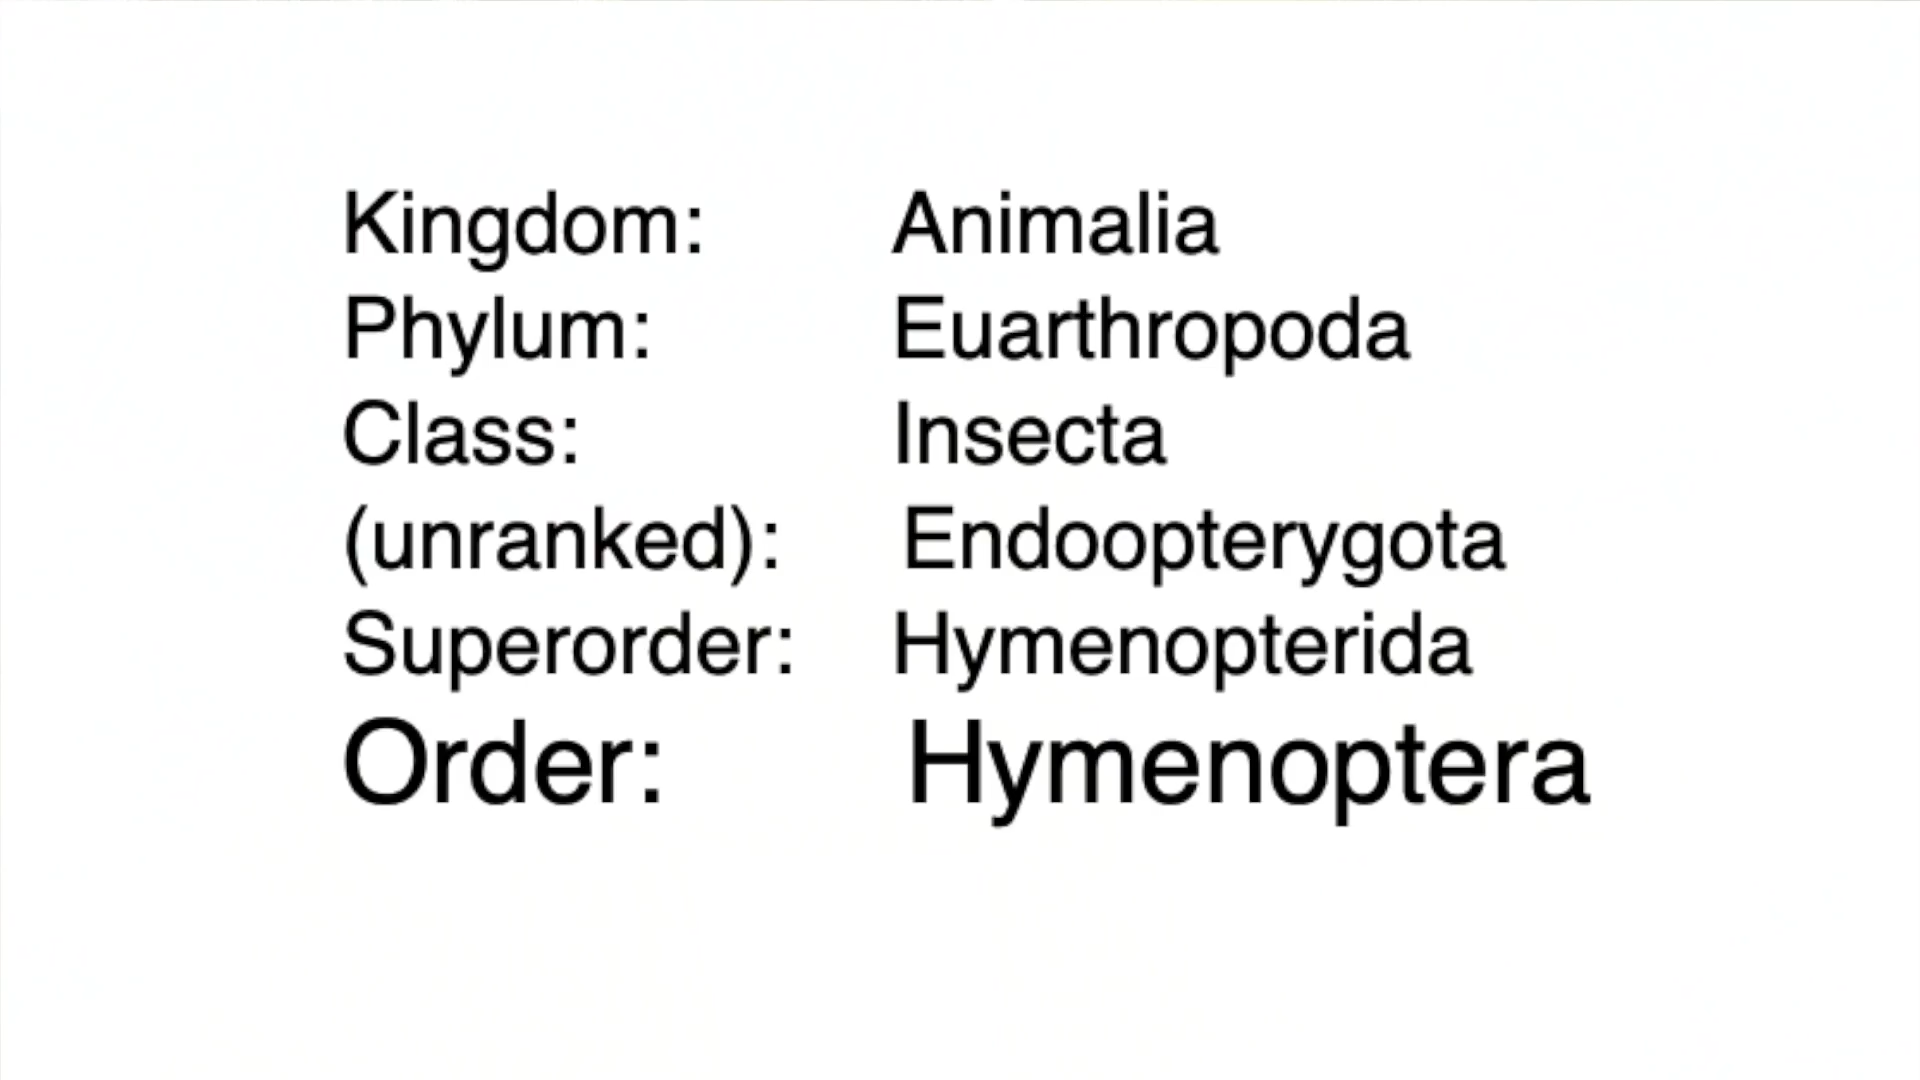 Kingdom: Animalia
Phylum: Euarthropoda
Class: Insecta
(unranked): Endoopterygota
Superorder: Hymenopterida
Order: Hymenoptera